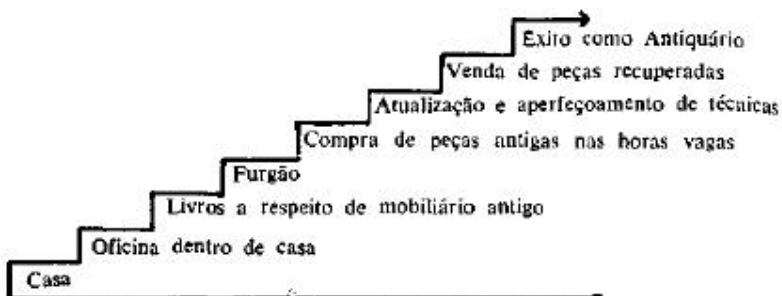 Êxito como Antiquário
Venda de peças recuperadas
Atualização e aperfeçoamento de técnicas
Compra de peças antigas nas horas vagas
Furgão
Livros a respeito de mobiliário antigo
Oficina dentro de casa
Casa